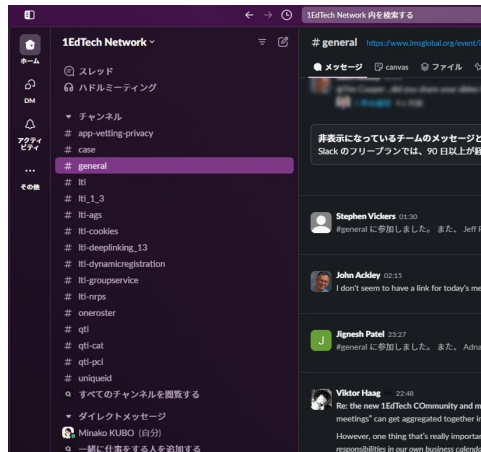 1EdTech Network 内を検索する
ホーム
DM
アクティ
ビティ
その他
1EdTech Network
スレッド
ハドルミーティング
チャンネル
# app-vetting-privacy
# case
# general
# lti
# lti_1_3
# lti-ags
# lti-cookies
# lti-deeplinking_13
# lti-dynamicregistration
# lti-groupservice
# lti-nrps
# oneroster
# qti
# qti-cat
# qti-pci
# uniqueid
すべてのチャンネルを閲覧する
ダイレクトメッセージ
Minako KUBO (自分)
一緒に仕事をする人を追加する
# general https://www.imsglobal.org/event/
メッセージ canvas ファイル
非表示になっているチームのメッセージと
Slack のフリープランでは、90 日以上が経
Stephen Vickers 01:30
#general に参加しました。また、 Jeff
John Ackley 02:15
I don't seem to have a link for today's me
J
Jignesh Patel 23:27
#general に参加しました。また、 Adna
Viktor Haag 22:48
Re: the new 1EdTech COmmunity and m
meetings" can get aggregated together in
However, one thing that's really importan
responsibilities in our own business calenda